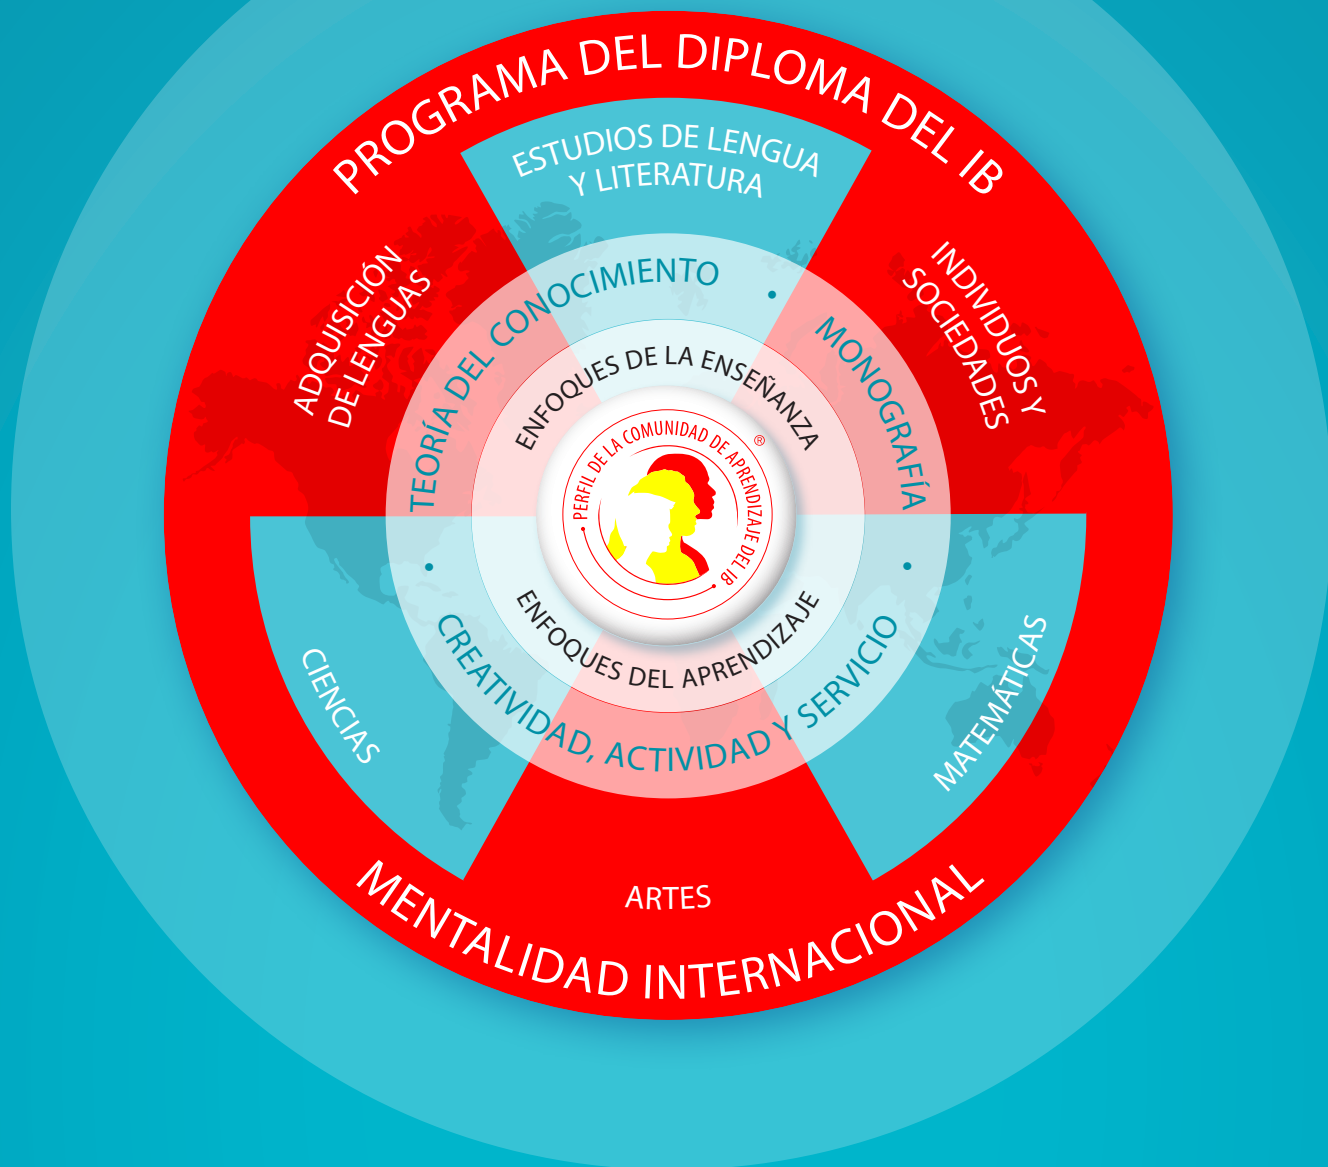 PROGRAMA DEL DIPLOMA DEL IB
ESTUDIOS DE LENGUA
Y LITERATURA
ADQUISICIÓN
DE LENGUAS
INDIVIDUOS Y
SOCIEDADES
TEORÍA DEL CONOCIMIENTO
•
MONOGRAFÍA
ENFOQUES DE LA ENSEÑANZA
• PERFIL DE LA COMUNIDAD DE APRENDIZAJE DEL IB •
®
ENFOQUES DEL APRENDIZAJE
•
CREATIVIDAD, ACTIVIDAD Y SERVICIO
•
CIENCIAS
MATEMÁTICAS
ARTES
MENTALIDAD INTERNACIONAL